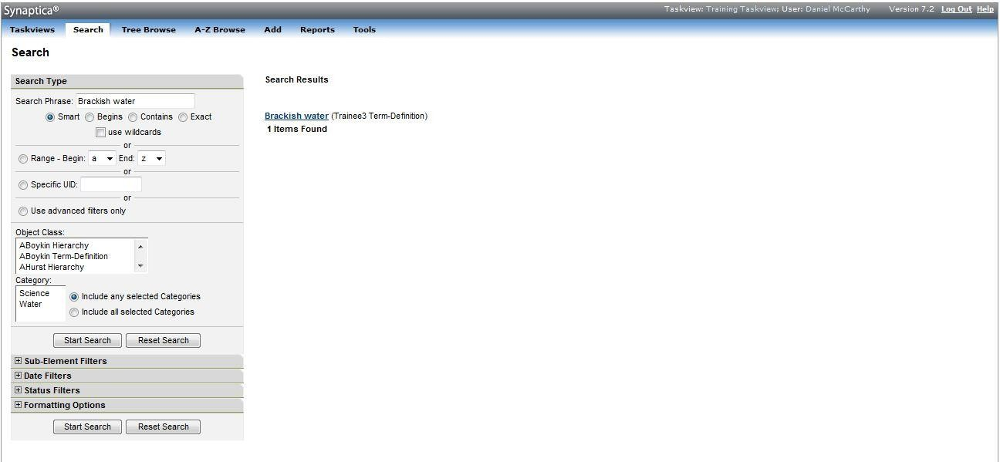 Synaptica®
Taskview: Training Taskview; User: Daniel McCarthy Version 7.2 Log Out Help
Taskviews Search Tree Browse A-Z Browse Add Reports Tools
Search
Search Type
Search Phrase: Brackish water
Smart Begins Contains Exact
use wildcards
or
Range - Begin: a End: z
or
Specific UID:
or
Use advanced filters only
Object Class:
ABoykin Hierarchy
ABoykin Term-Definition
AHurst Hierarchy
Category:
Science
Water
Include any selected Categories
Include all selected Categories
Start Search Reset Search
Sub-Element Filters
Date Filters
Status Filters
Formatting Options
Start Search Reset Search
Search Results
Brackish water (Trainee3 Term-Definition)
1 Items Found